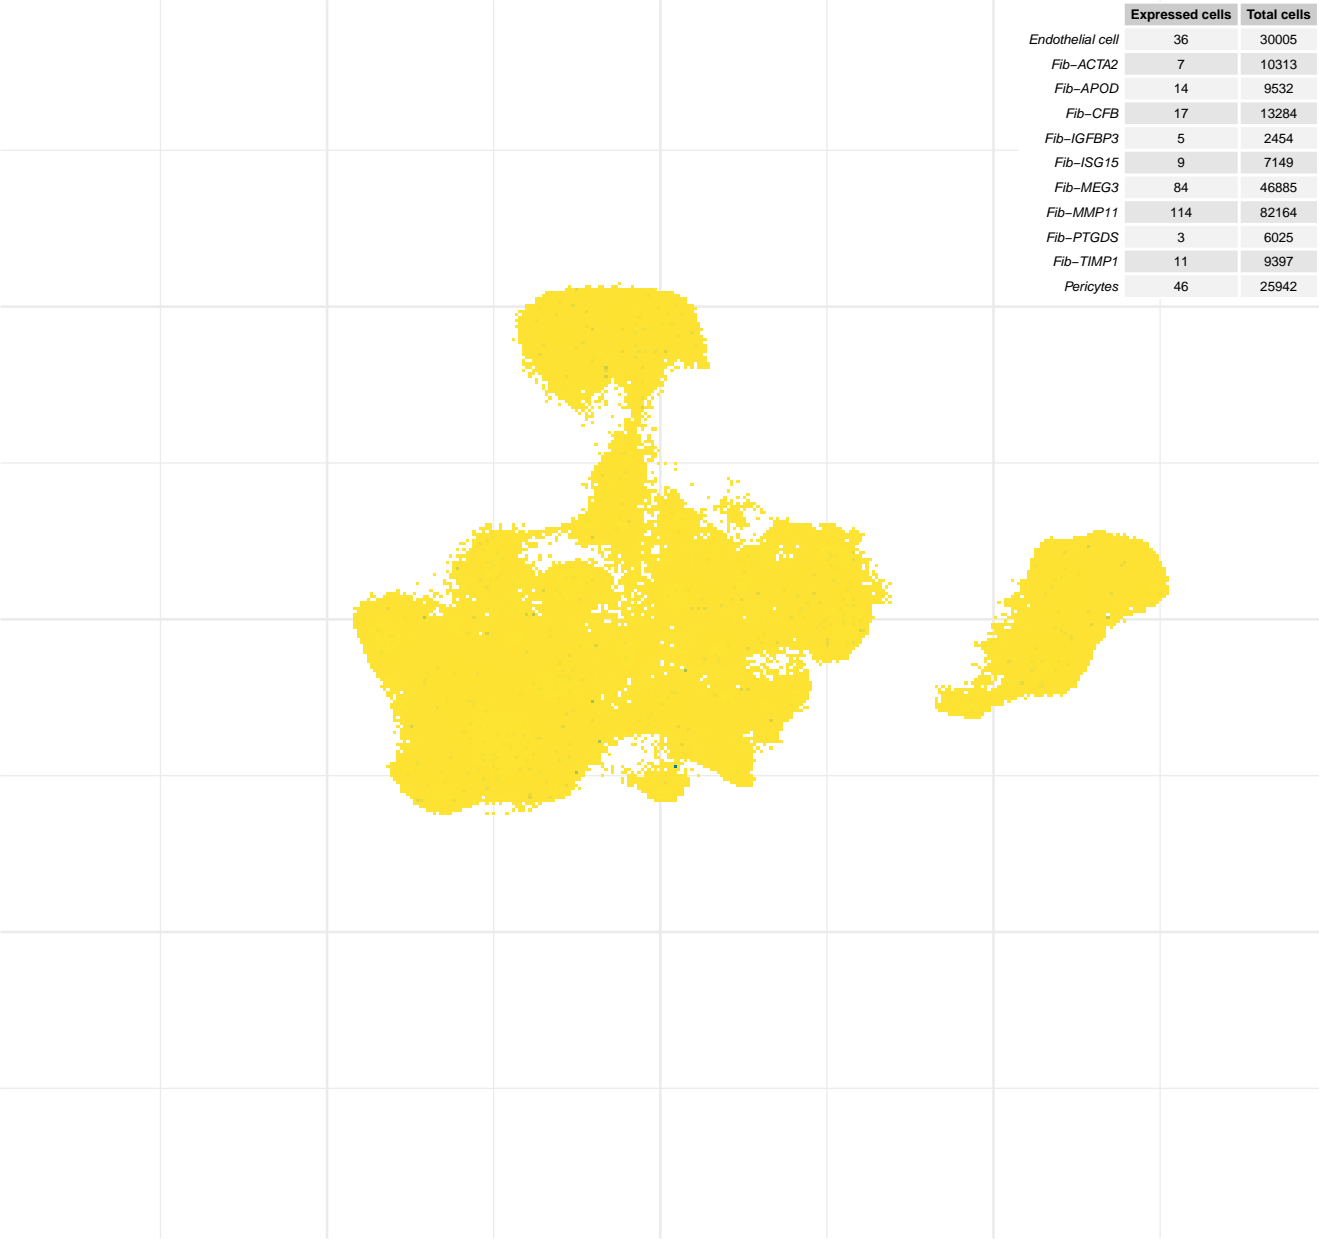 Expressed cells Total cells
Endothelial cell 36 30005
Fib−ACTA2 7 10313
Fib−APOD 14 9532
Fib−CFB 17 13284
Fib−IGFBP3 5 2454
Fib−ISG15 9 7149
Fib−MEG3 84 46885
Fib−MMP11 114 82164
Fib−PTGDS 3 6025
Fib−TIMP1 11 9397
Pericytes 46 25942